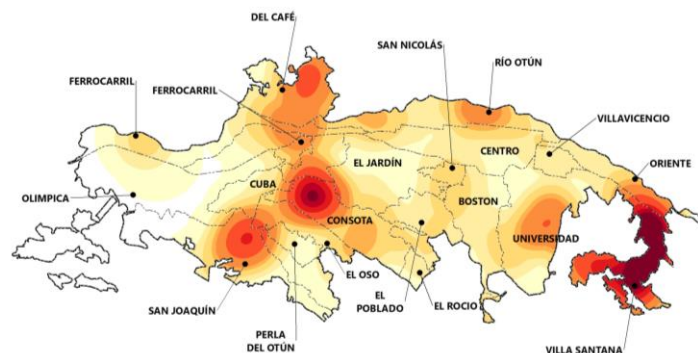 DEL CAFÉ
SAN NICOLÁS
RÍO OTÚN
FERROCARRIL
FERROCARRIL
VILLAVICENCIO
CENTRO
EL JARDÍN
ORIENTE
CUBA
OLIMPICA
BOSTON
CONSOTA
UNIVERSIDAD
EL OSO
EL
POBLADO
EL ROCIO
SAN JOAQUÍN
PERLA
DEL OTÚN
VILLA SANTANA